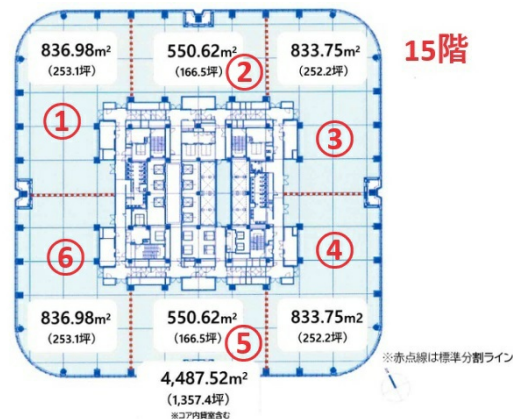 836.98m²
(253.1坪)
550.62m²
(166.5坪)
833.75m²
(252.2坪)
15階
②
①
③
⑥
④
836.98m²
(253.1坪)
550.62m²
(166.5坪)
833.75m2
(252.2坪)
⑤
4,487.52m²
(1,357.4坪)
※コア内貸室含む
※赤点線は標準分割ライン